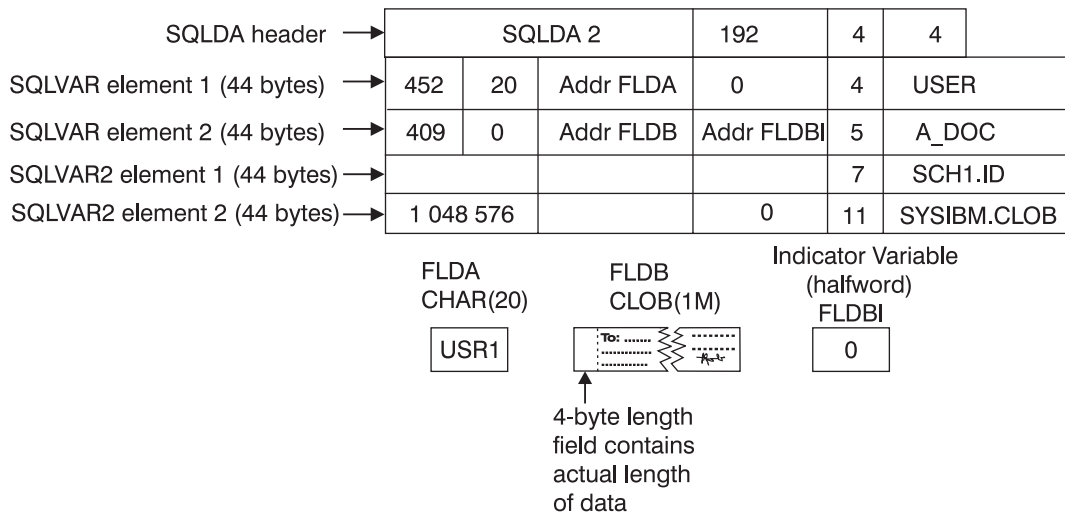 SQLDA header SQLDA 2 192 4 4
SQLVAR element 1 (44 bytes) 452 20 Addr FLDA 0 4 USER
SQLVAR element 2 (44 bytes) 409 0 Addr FLDB Addr FLDBI 5 A_DOC
SQLVAR2 element 1 (44 bytes) 7 SCH1.ID
SQLVAR2 element 2 (44 bytes) 1 048 576 0 11 SYSIBM.CLOB
FLDA
CHAR(20)
USR1
FLDB
CLOB(1M)
To:
Indicator Variable
(halfword)
FLDBI
0
4-byte length
field contains
actual length
of data